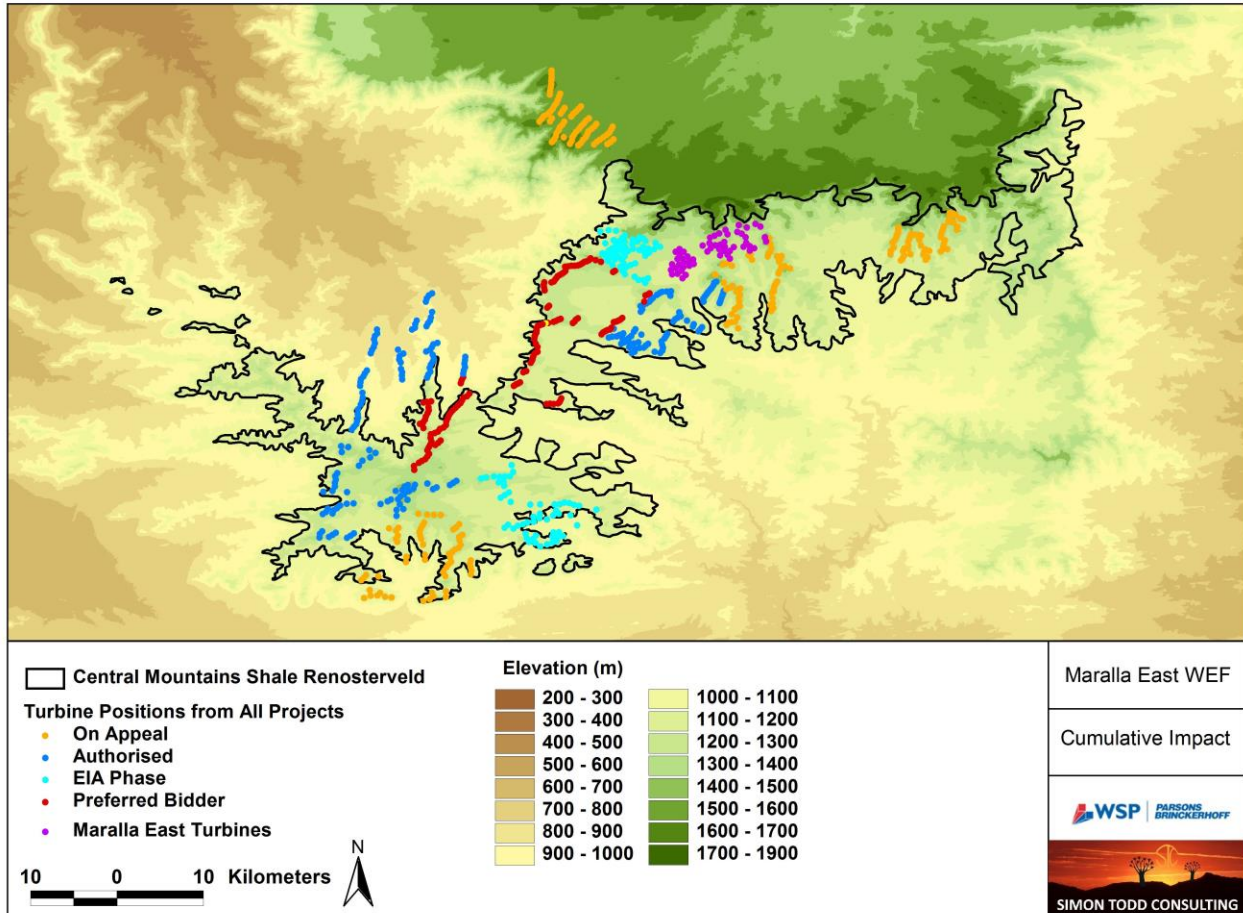 Central Mountains Shale Renosterveld
Turbine Positions from All Projects
On Appeal
Authorised
EIA Phase
Preferred Bidder
Maralla East Turbines
10 0 10 Kilometers
N
Elevation (m)
200 - 300
300 - 400
400 - 500
500 - 600
600 - 700
700 - 800
800 - 900
900 - 1000
1000 - 1100
1100 - 1200
1200 - 1300
1300 - 1400
1400 - 1500
1500 - 1600
1600 - 1700
1700 - 1900
Maralla East WEF
Cumulative Impact
WSP
PARSONS
BRINCKERHOFF
SIMON TODD CONSULTING